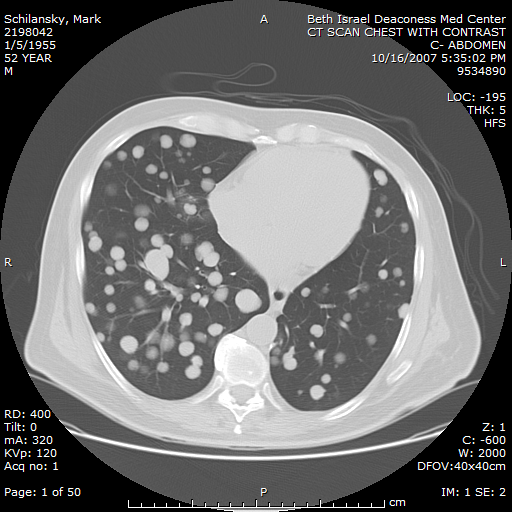 Schilansky, Mark
2198042
1/5/1955
52 YEAR
M
A
Beth Israel Deaconess Med Center
CT SCAN CHEST WITH CONTRAST
C- ABDOMEN
10/16/2007 5:35:02 PM
9534890
LOC: -195
THK: 5
HFS
R
L
RD: 400
Tilt: 0
mA: 320
KVp: 120
Acq no: 1
Page: 1 of 50
P
cm
Z: 1
C: -600
W: 2000
DFOV:40x40cm
IM: 1 SE: 2